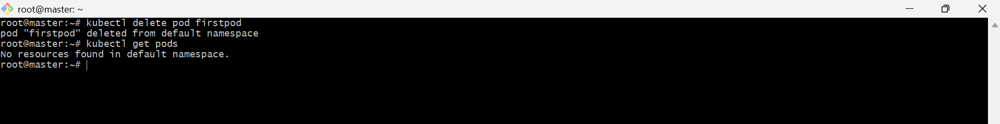 root@master: ~
root@master:~# kubectl delete pod firstpod
pod "firstpod" deleted from default namespace
root@master:~# kubectl get pods
No resources found in default namespace.
root@master:~#